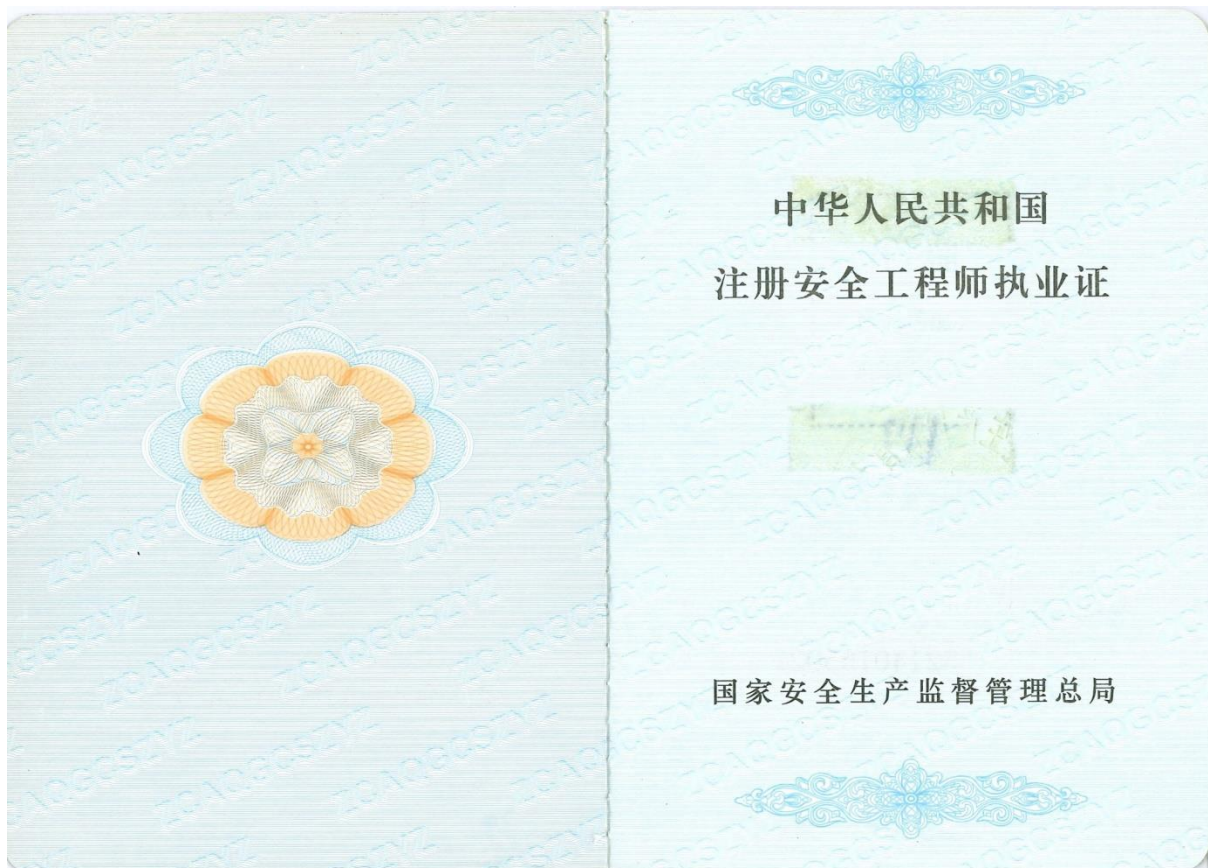 中华人民共和国
注册安全工程师执业证
国家安全生产监督管理总局